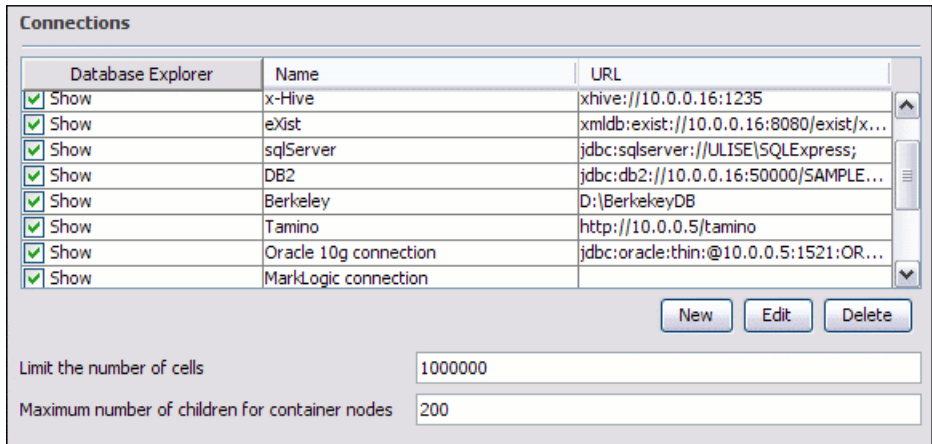 Connections
Database Explorer Name URL
Show x-Hive xhive://10.0.0.16:1235
Show eXist xmldb:exist://10.0.0.16:8080/exist/x...
Show sqlServer jdbc:sqlserver://ULISE\SQLExpress;
Show DB2 jdbc:db2://10.0.0.16:50000/SAMPLE...
Show Berkeley D:\BerkekeyDB
Show Tamino http://10.0.0.5/tamino
Show Oracle 10g connection jdbc:oracle:thin:@10.0.0.5:1521:OR...
Show MarkLogic connection
New Edit Delete
Limit the number of cells 1000000
Maximum number of children for container nodes 200